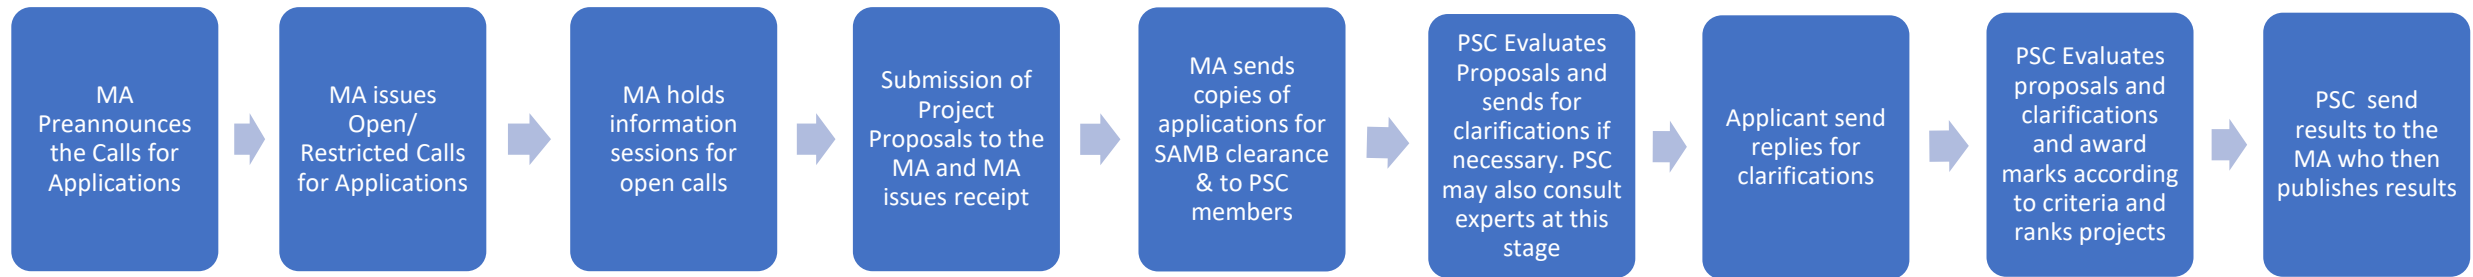 MA
Preannounces
the Calls for
Applications
MA issues
Open/
Restricted Calls
for Applications
MA holds
information
sessions for
open calls
Submission of
Project
Proposals to the
MA and MA
issues receipt
MA sends
copies of
applications for
SAMB clearance
& to PSC
members
PSC Evaluates
Proposals and
sends for
clarifications if
necessary. PSC
may also consult
experts at this
stage
Applicant send
replies for
clarifications
PSC Evaluates
proposals and
clarifications
and award
marks according
to criteria and
ranks projects
PSC send
results to the
MA who then
publishes results